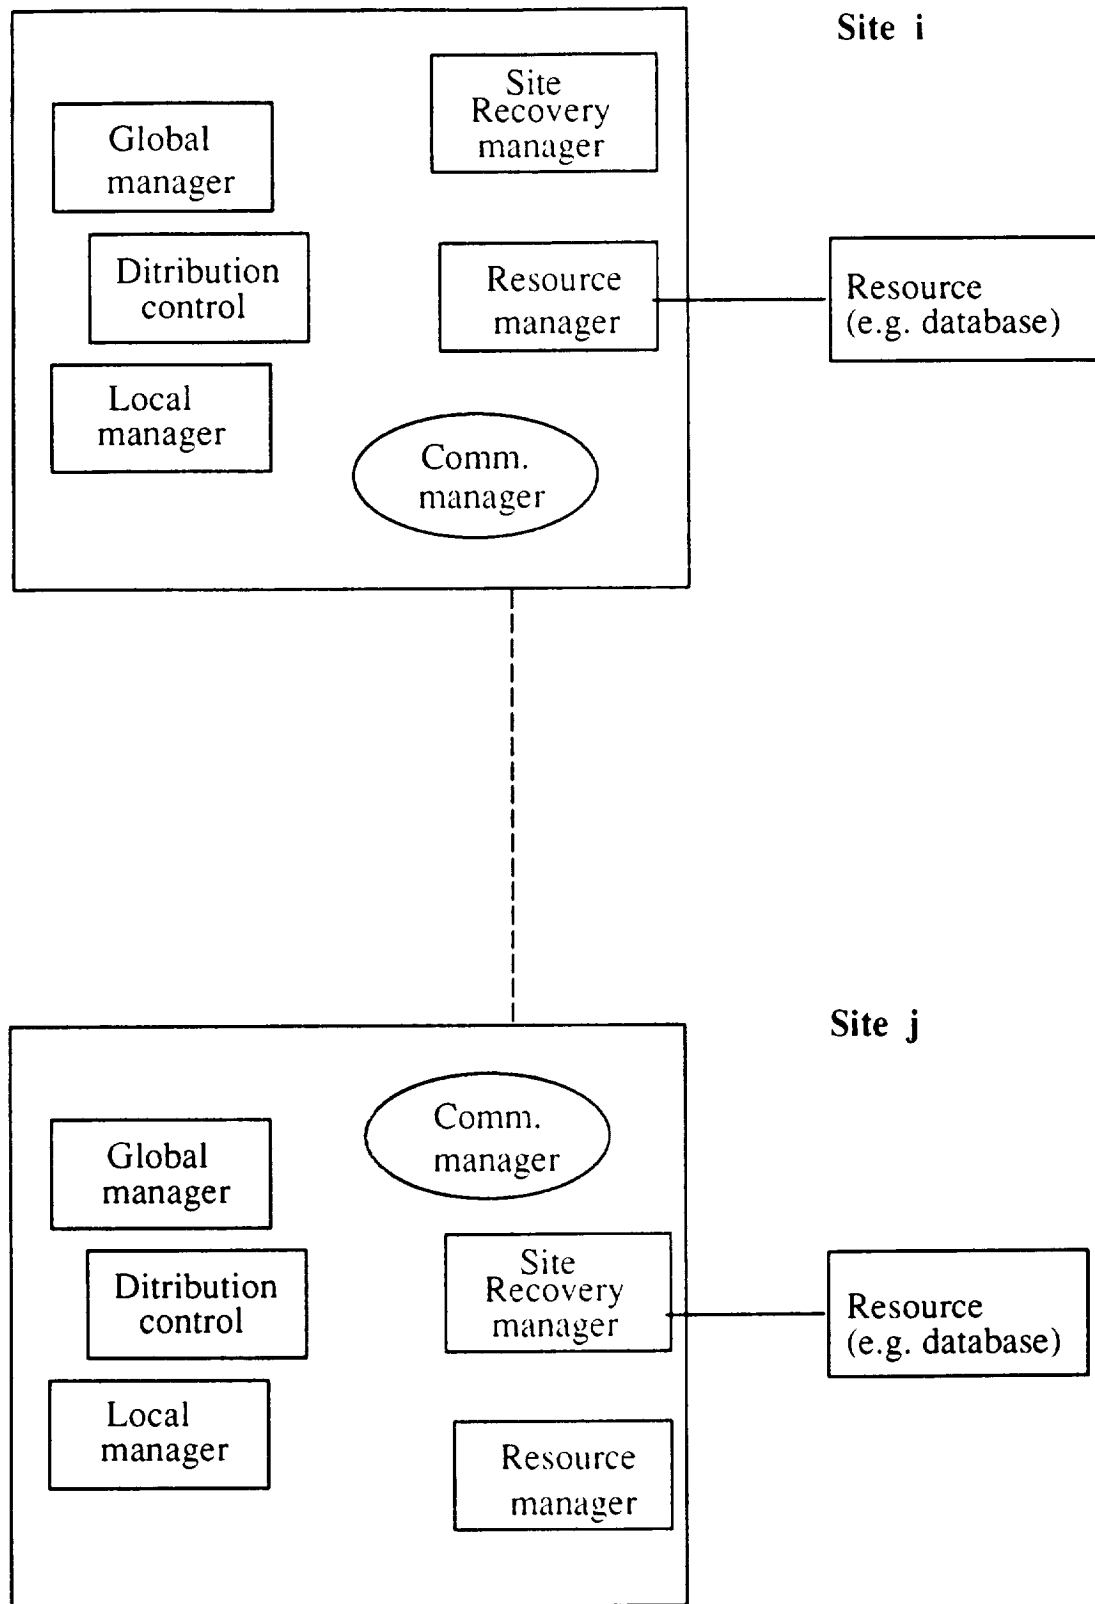 Site i
Site
Recovery
manager
Global
manager
Ditribution
control
Resource
manager
Resource
(e.g. database)
Local
manager
Comm.
manager
Site j
Comm.
manager
Global
manager
Site
Recovery
manager
Ditribution
control
Resource
(e.g. database)
Local
manager
Resource
manager